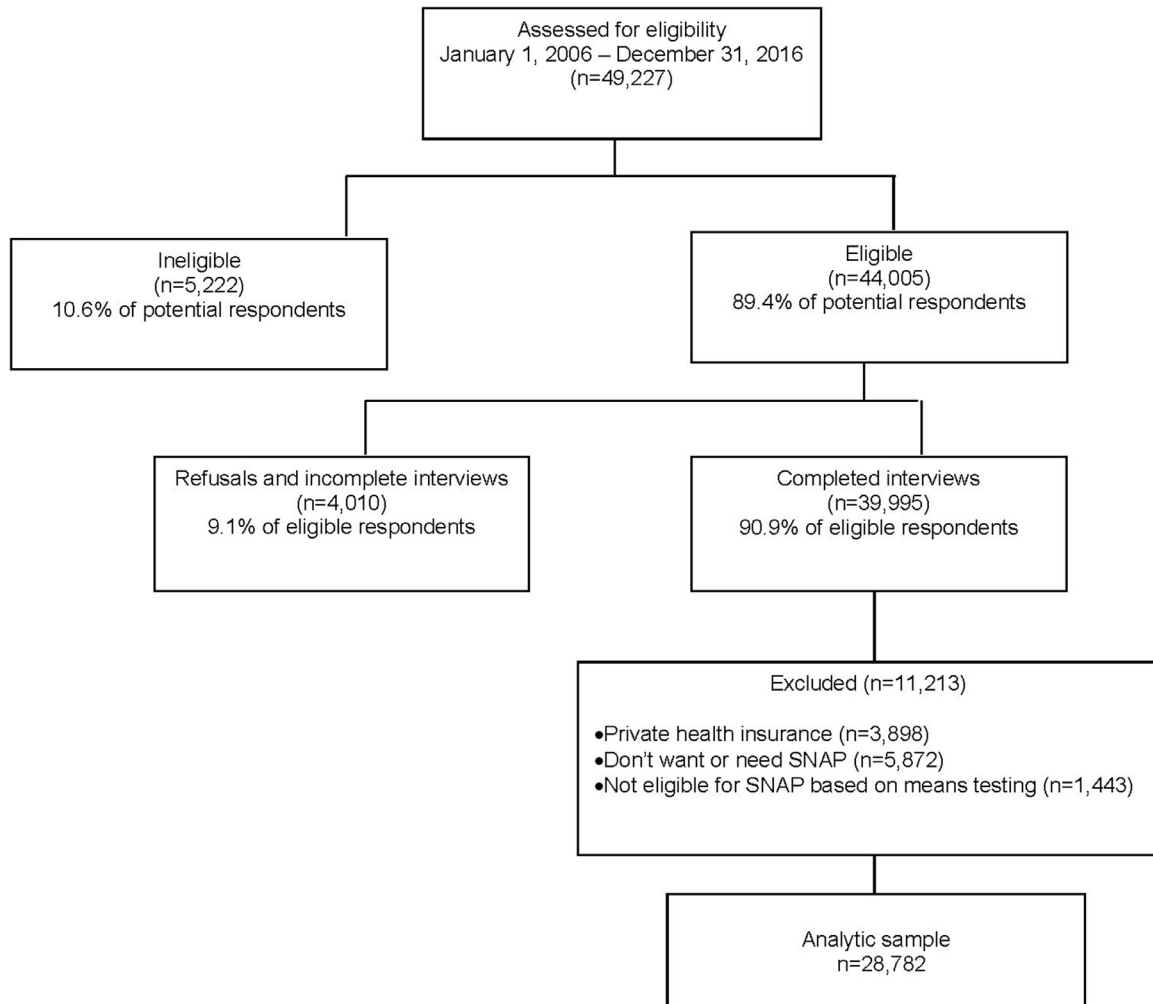 Assessed for eligibility
January 1, 2006 – December 31, 2016
(n=49,227)
Ineligible
(n=5,222)
10.6% of potential respondents
Eligible
(n=44,005)
89.4% of potential respondents
Refusals and incomplete interviews
(n=4,010)
9.1% of eligible respondents
Completed interviews
(n=39,995)
90.9% of eligible respondents
Excluded (n=11,213)
•Private health insurance (n=3,898)
•Don’t want or need SNAP (n=5,872)
•Not eligible for SNAP based on means testing (n=1,443)
Analytic sample
n=28,782